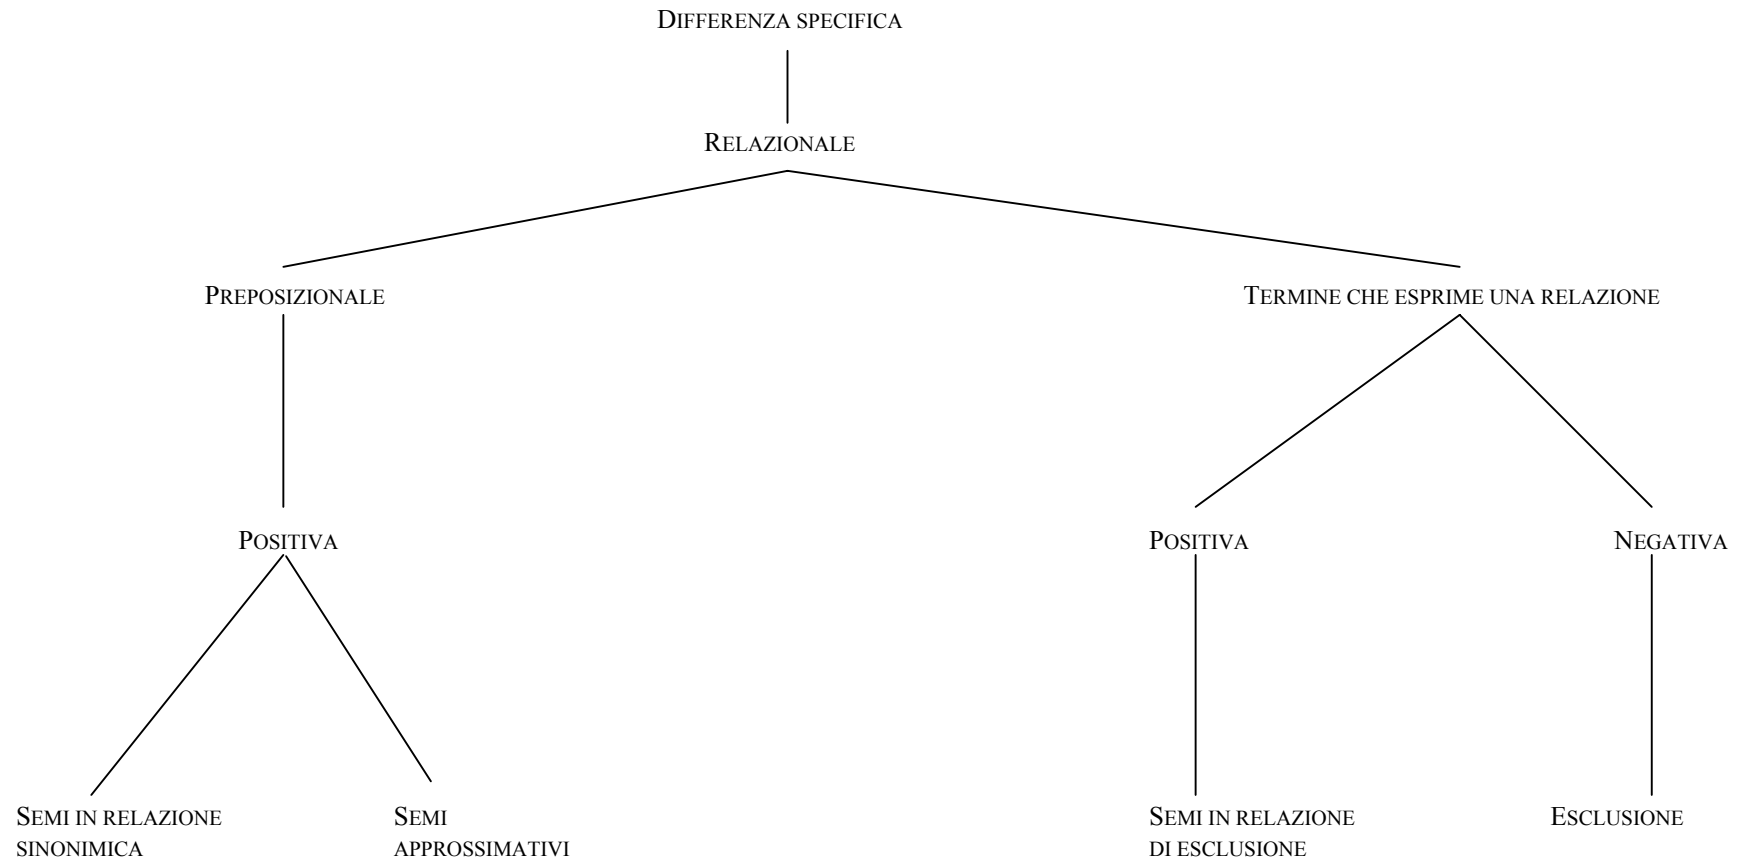 DIFFERENZA SPECIFICA
RELAZIONALE
PREPOSIZIONALE
TERMINE CHE ESPRIME UNA RELAZIONE
POSITIVA
POSITIVA
NEGATIVA
SEMI IN RELAZIONE
SINONIMICA
SEMI
APPROSSIMATIVI
SEMI IN RELAZIONE
DI ESCLUSIONE
ESCLUSIONE